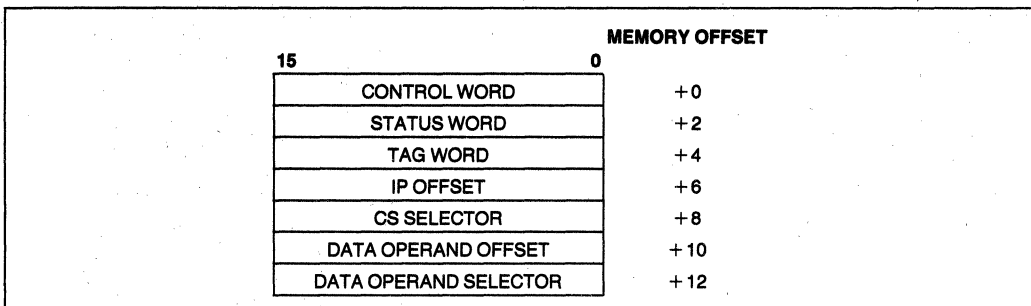 MEMORY OFFSET
15 0
CONTROL WORD +0
STATUS WORD +2
TAG WORD +4
IP OFFSET +6
CS SELECTOR +8
DATA OPERAND OFFSET +10
DATA OPERAND SELECTOR +12